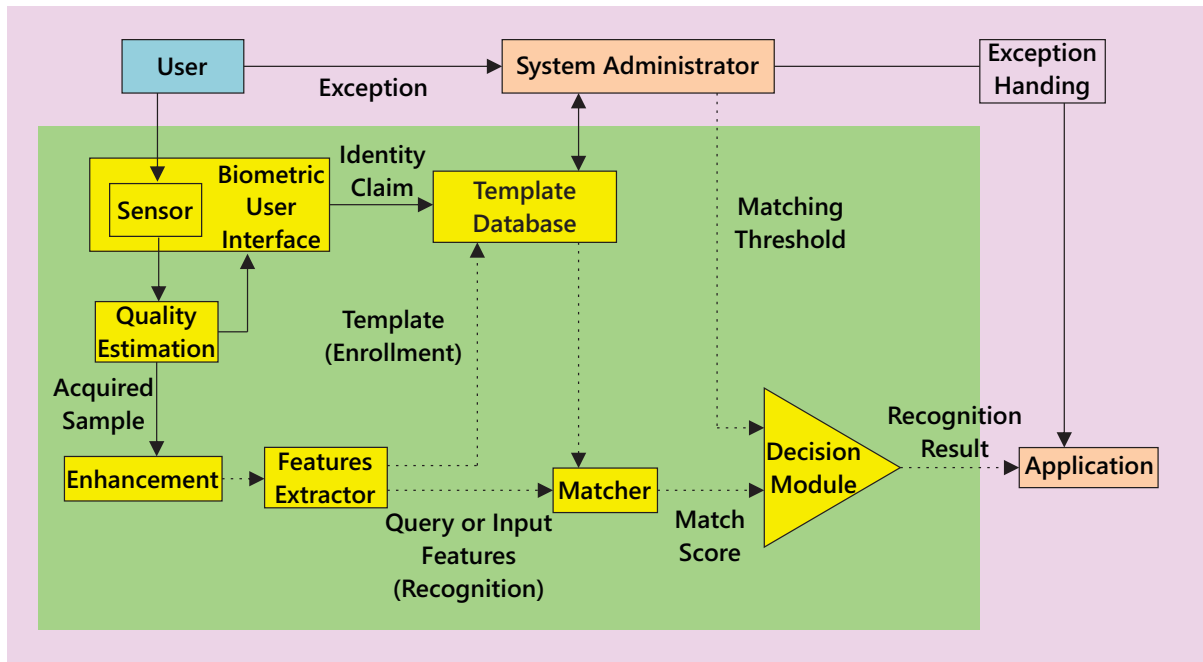 User
Exception
System Administrator
Exception
Handing
Identity
Claim
Biometric
User
Interface
Sensor
Template
Database
Matching
Threshold
Quality
Estimation
Template
(Enrollment)
Acquired
Sample
Enhancement
Features
Extractor
Query or Input
Features
(Recognition)
Matcher
Match
Score
Decision
Module
Recognition
Result
Application